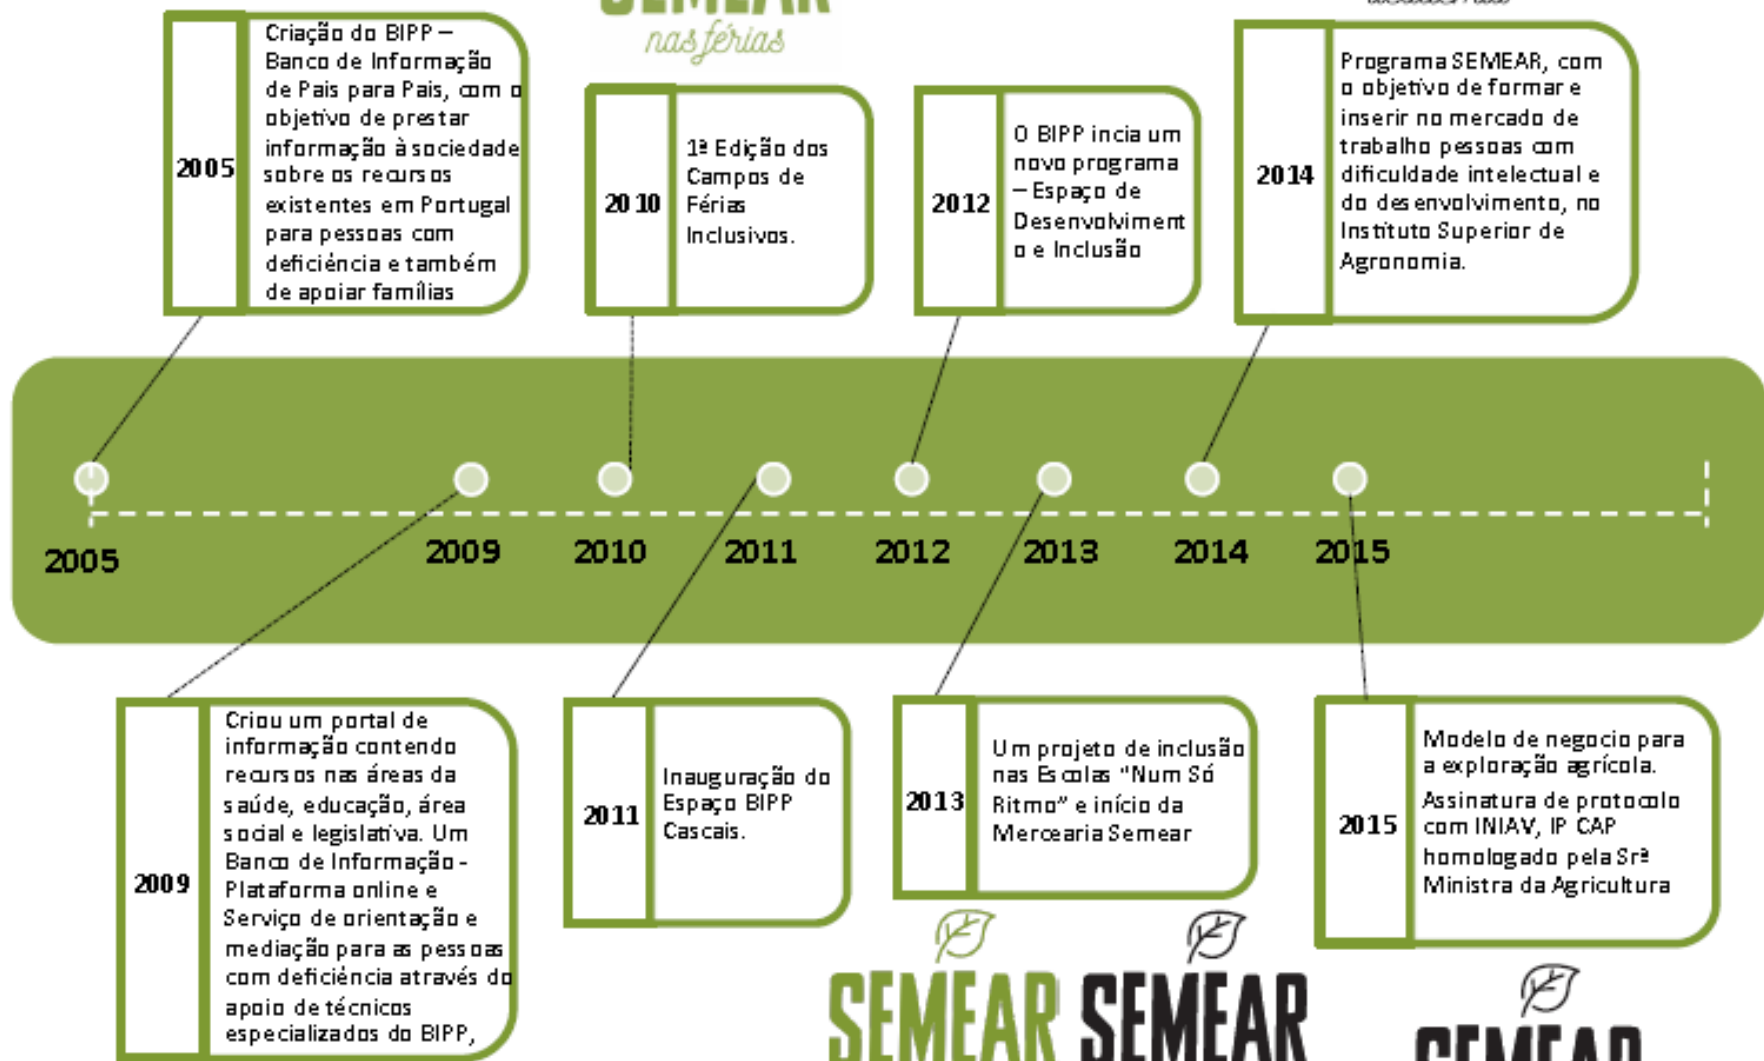 SEMEAR
nas férias
2005
Criação do BIPP –
Banco de Informação
de Pais para Pais, com o
objetivo de prestar
informação à sociedade
sobre os recursos
existentes em Portugal
para pessoas com
deficiência e também
de apoiar famílias
2010
1ª Edição dos
Campos de
Férias
Inclusivos.
2012
O BIPP incia um
novo programa
– Espaço de
Desenvolviment
o e Inclusão
2014
Programa SEMEAR, com
o objetivo de formar e
inserir no mercado de
trabalho pessoas com
dificuldade intelectual e
do desenvolvimento, no
Instituto Superior de
Agronomia.
2005
2009
2010
2011
2012
2013
2014
2015
2009
Criou um portal de
informação contendo
recursos nas áreas da
saúde, educação, área
social e legislativa. Um
Banco de Informação -
Plataforma online e
Serviço de orientação e
mediação para as pessoas
com deficiência através do
apoio de técnicos
especializados do BIPP,
2011
Inauguração do
Espaço BIPP
Cascais.
2013
Um projeto de inclusão
nas Escolas “Num Só
Ritmo” e início da
Mercearia Semear
2015
Modelo de negocio para
a exploração agrícola.
Assinatura de protocolo
com INIAV, IP CAP
homologado pela Srª
Ministra da Agricultura
SEMEAR
SEMEAR
SEMEAR